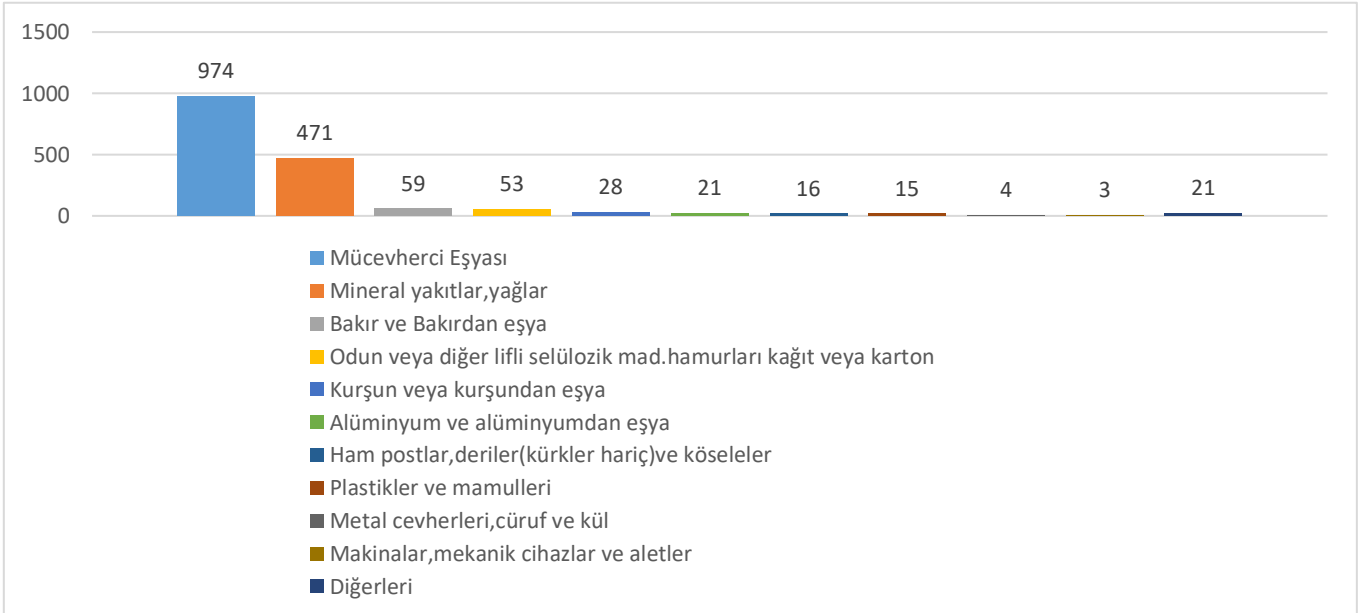 1500
1000
500
0
974
471
59
53
28
21
16
15
4
3
21
Mücevherci Eşyası
Mineral yakıtlar,yağlar
Bakır ve Bakırdan eşya
Odun veya diğer lifli selülozik mad.hamurları kağıt veya karton
Kurşun veya kurşundan eşya
Alüminyum ve alüminyumdan eşya
Ham postlar,deriler(kürkler hariç)ve köseleler
Plastikler ve mamulleri
Metal cevherleri,cüruf ve kül
Makinalar,mekanik cihazlar ve aletler
Diğerleri